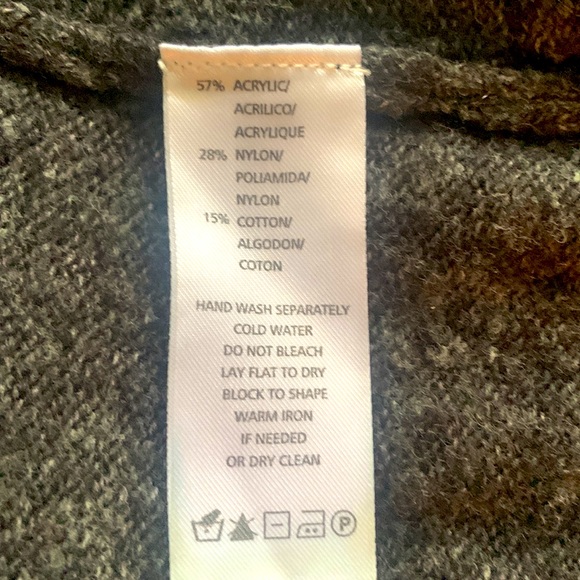 57% ACRYLIC/
ACRILICO/
ACRYLIQUE
28% NYLON/
POLIAMIDA/
NYLON
15% COTTON/
ALGODON/
COTON
HAND WASH SEPARATELY
COLD WATER
DO NOT BLEACH
LAY FLAT TO DRY
BLOCK TO SHAPE
WARM IRON
IF NEEDED
OR DRY CLEAN
P